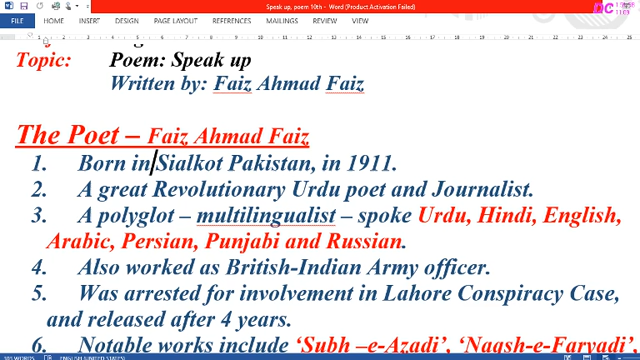 Speak up, poem 10th - Word (Product Activation Failed)
FILE HOME INSERT DESIGN PAGE LAYOUT REFERENCES MAILINGS REVIEW VIEW
Topic: Poem: Speak up
Written by: Faiz Ahmad Faiz
The Poet – Faiz Ahmad Faiz
1. Born in Sialkot Pakistan, in 1911.
2. A great Revolutionary Urdu poet and Journalist.
3. A polyglot – multilingualist – spoke Urdu, Hindi, English,
Arabic, Persian, Punjabi and Russian.
4. Also worked as British-Indian Army officer.
5. Was arrested for involvement in Lahore Conspiracy Case,
and released after 4 years.
6. Notable works include ‘Subh –e-Azadi’, ‘Naqsh-e-Faryadi’,